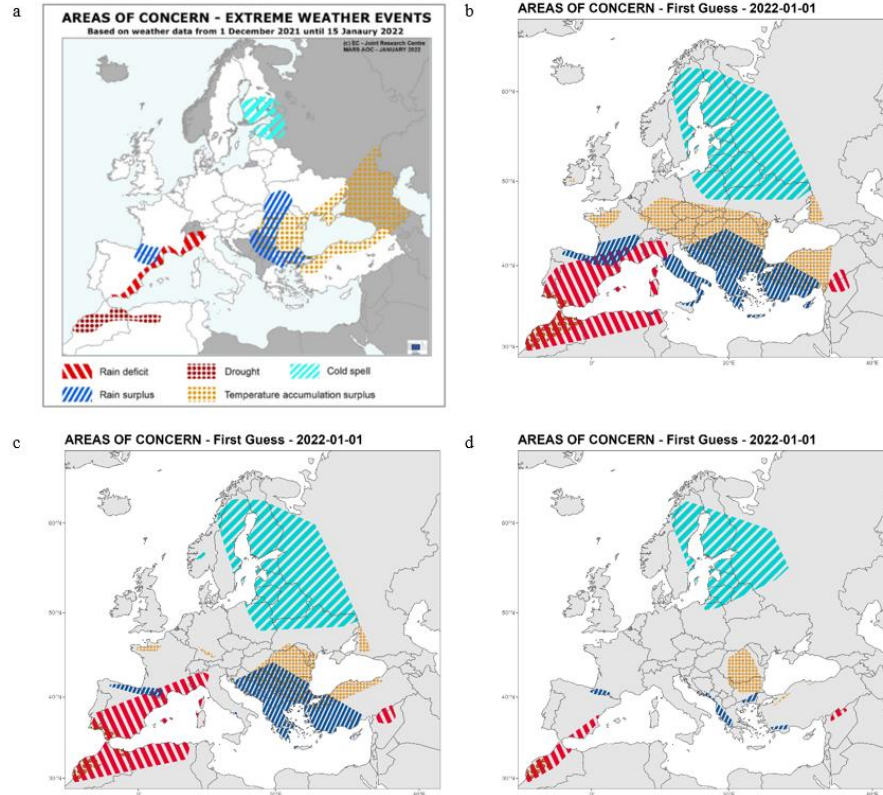 a
AREAS OF CONCERN - EXTREME WEATHER EVENTS
Based on weather data from 1 December 2021 until 15 Janaury 2022
(c) EC - Joint Research Centre
MARS AOC - JANUARY 2022
Rain deficit
Drought
Cold spell
Rain surplus
Temperature accumulation surplus
b
AREAS OF CONCERN - First Guess - 2022-01-01
60°N
50°N
40°N
30°N
0°
20°E
40°E
c
AREAS OF CONCERN - First Guess - 2022-01-01
60°N
50°N
40°N
30°N
0°
20°E
40°E
d
AREAS OF CONCERN - First Guess - 2022-01-01
60°N
50°N
40°N
30°N
0°
20°E
40°E